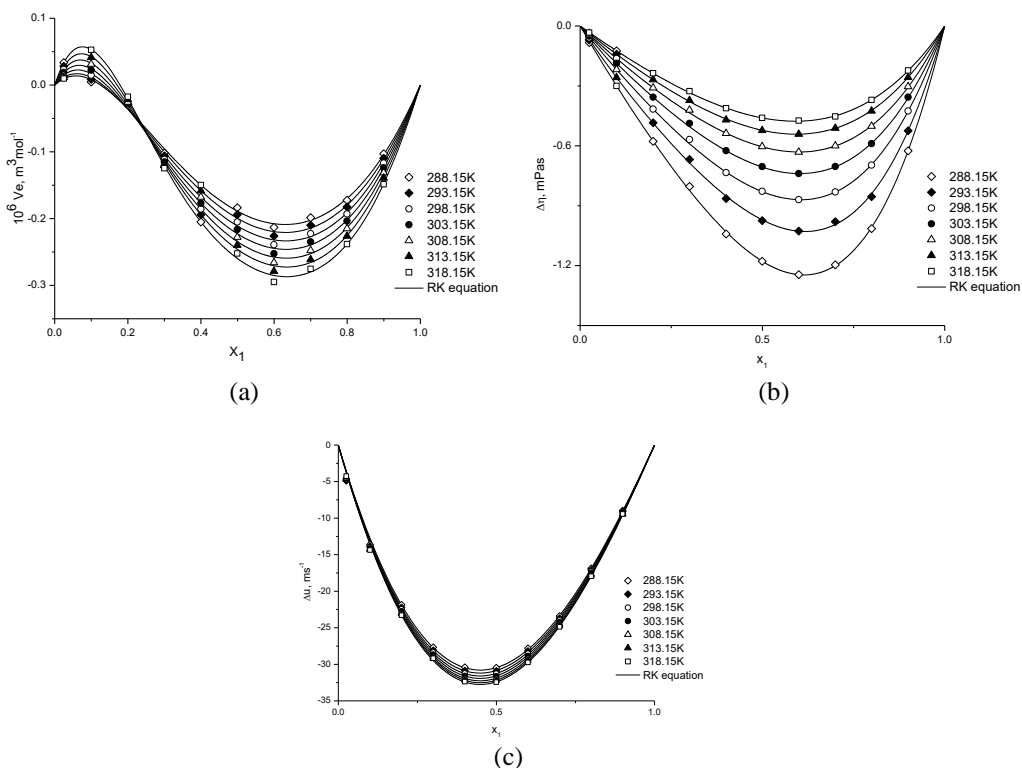 0.1
0.0
-0.1
-0.2
-0.3
10⁶ Ve, m³mol⁻¹
0.0 0.2 0.4 0.6 0.8 1.0
X₁
288.15K
293.15K
298.15K
303.15K
308.15K
313.15K
318.15K
RK equation
(a)
-0.0
-0.6
-1.2
Δη, mPas
0.0 0.5 1.0
x₁
288.15K
293.15K
298.15K
303.15K
308.15K
313.15K
318.15K
RK equation
(b)
0
-5
-10
-15
-20
-25
-30
-35
Δu, ms⁻¹
0.0 0.5 1.0
x₁
288.15K
293.15K
298.15K
303.15K
308.15K
313.15K
318.15K
RK equation
(c)